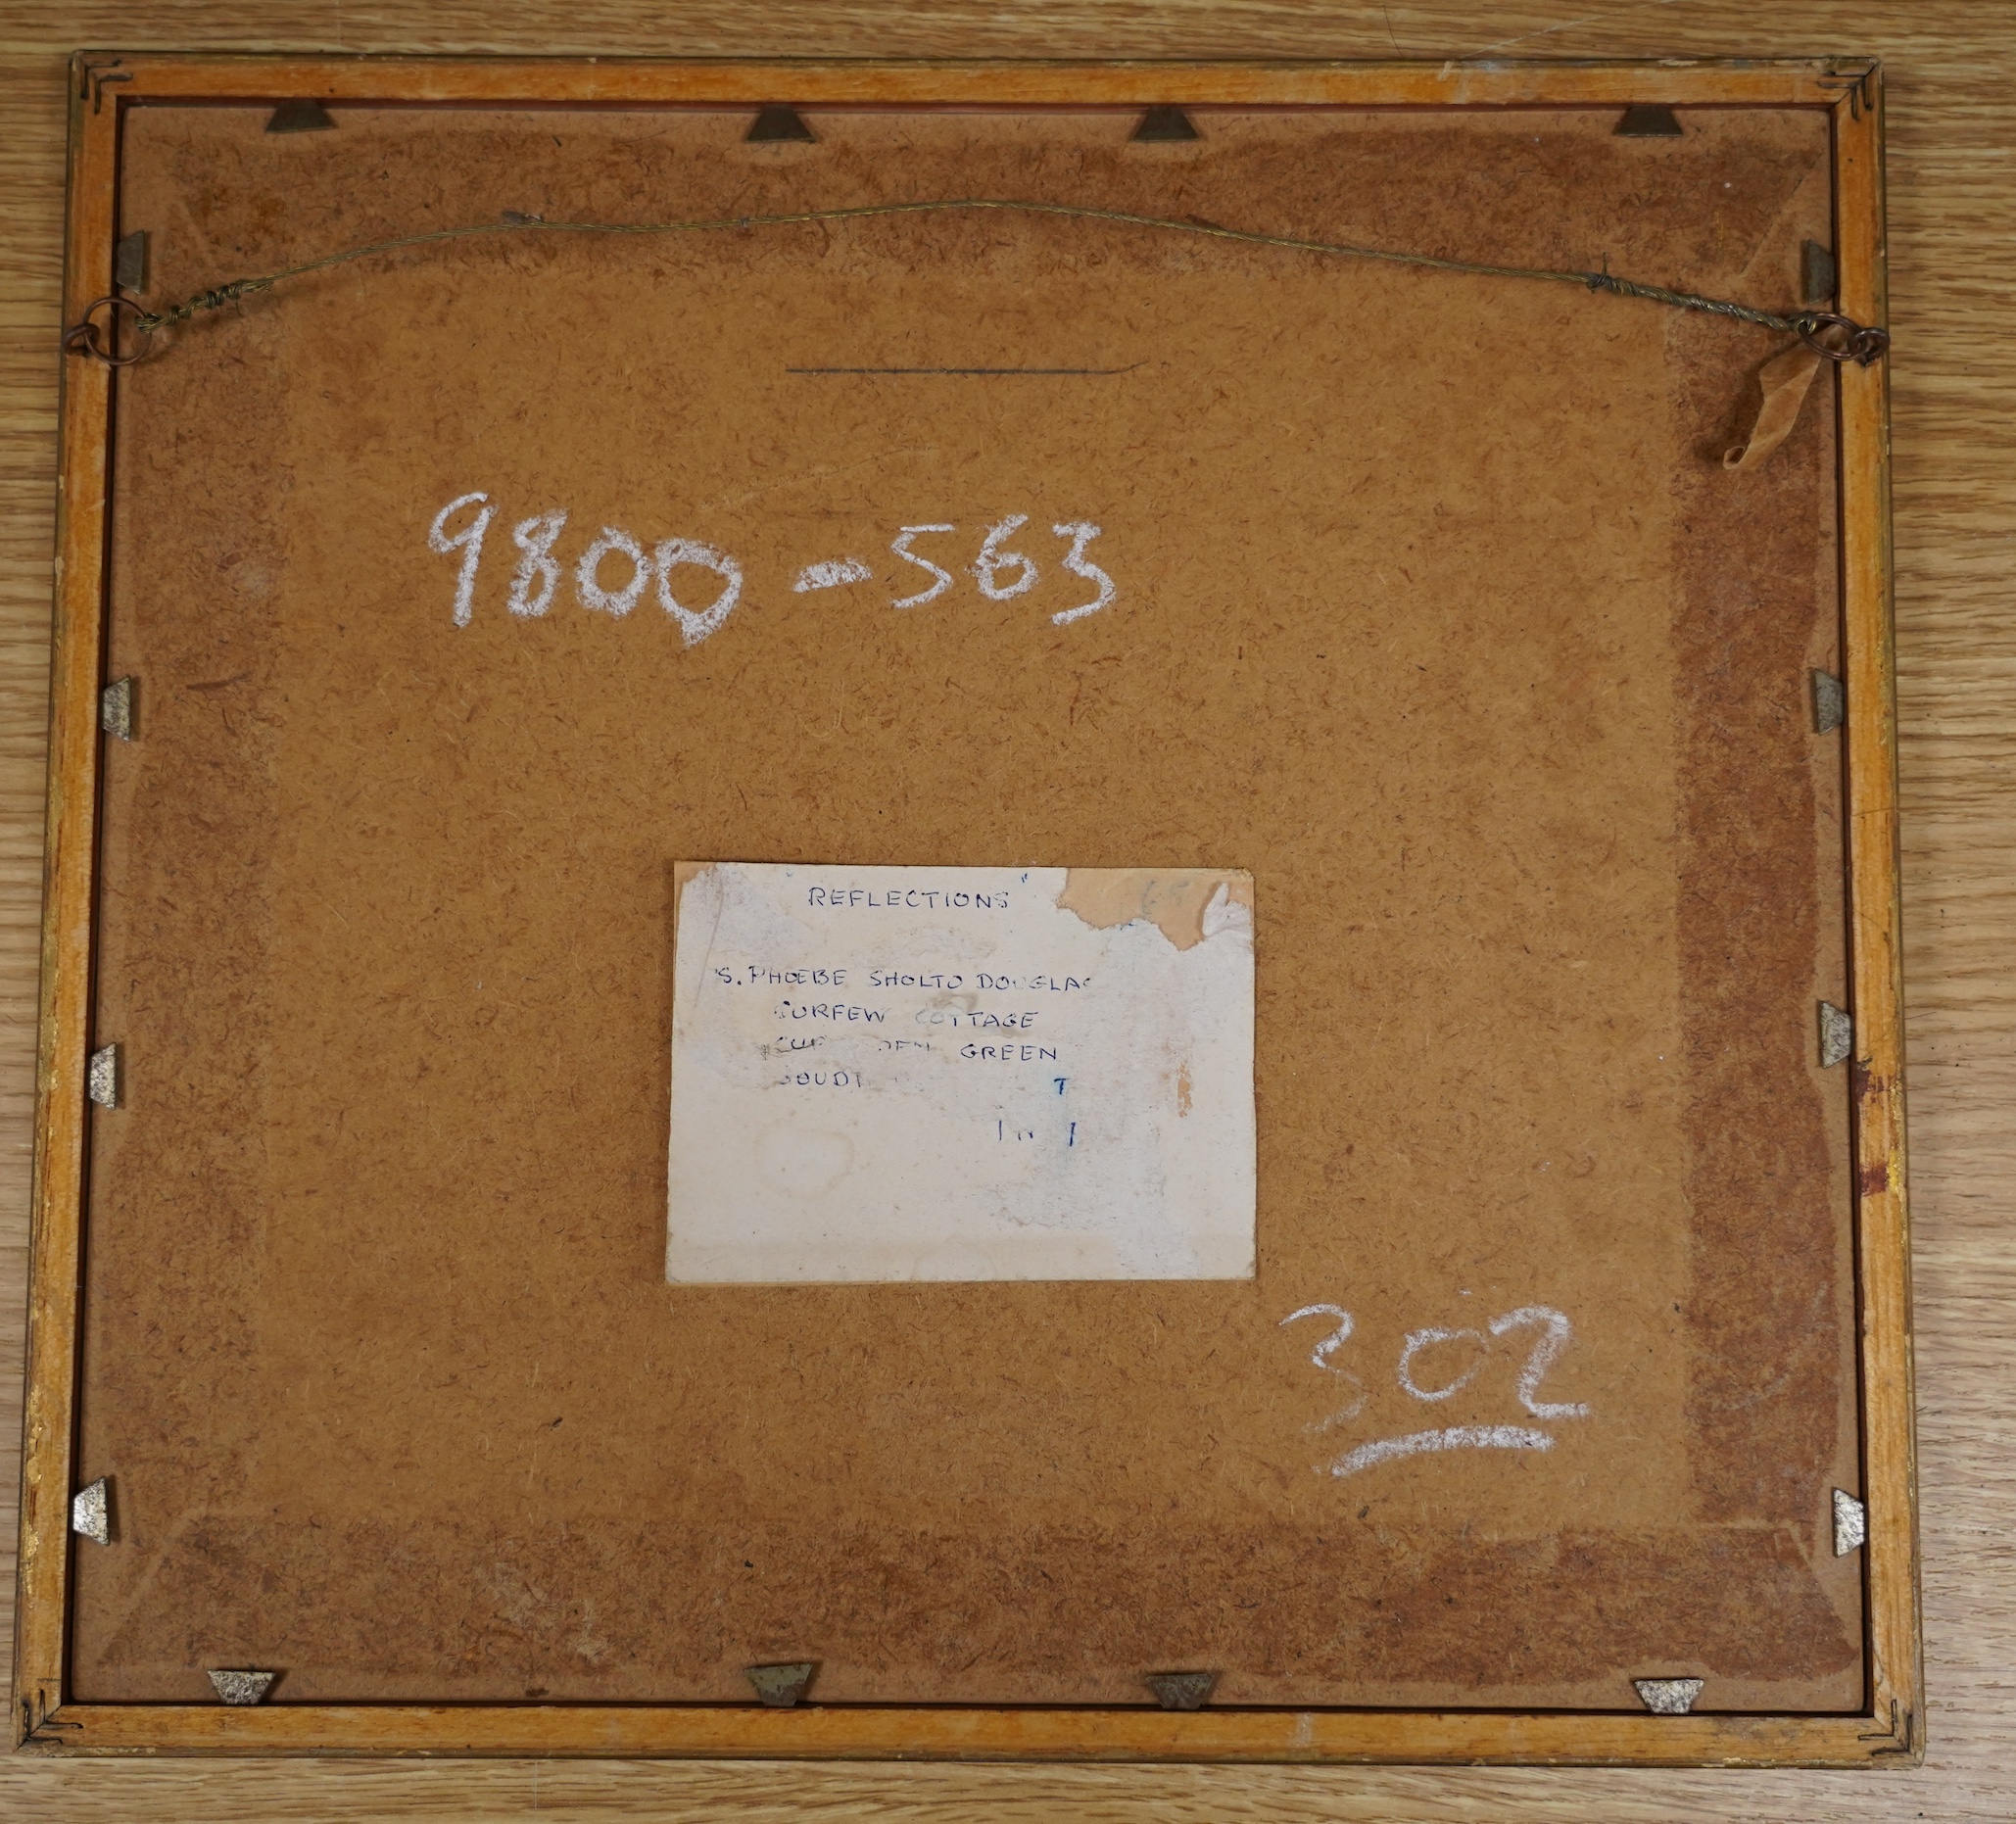 9800-563
"REFLECTIONS"
S. PHOEBE SHOLTO DOUGLAS
CURFEW COTTAGE
GREEN
302